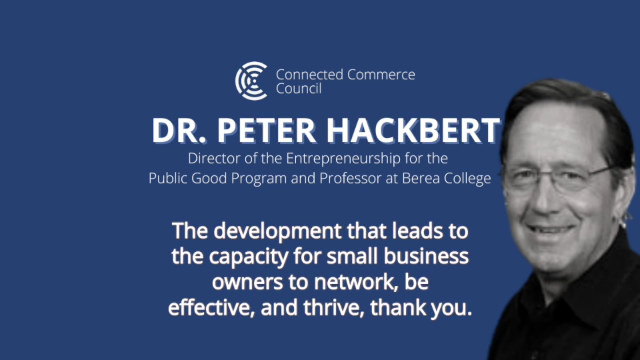 Connected Commerce
Council
DR. PETER HACKBERT
Director of the Entrepreneurship for the
Public Good Program and Professor at Berea College
The development that leads to
the capacity for small business
owners to network, be
effective, and thrive, thank you.